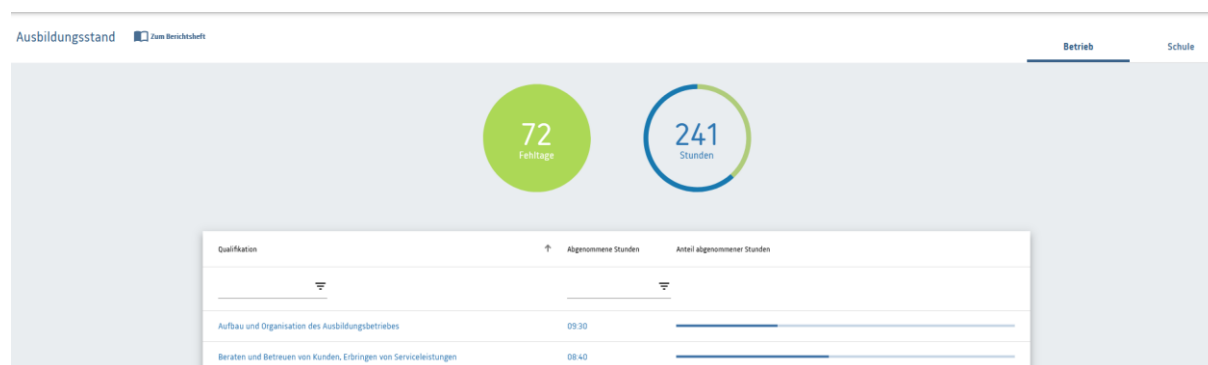 Ausbildungsstand Zum Berichtsheft
Betrieb Schule
72
Fehltage
241
Stunden
Qualifikation Abgenommene Stunden Anteil abgenommener Stunden
Aufbau und Organisation des Ausbildungsbetriebes 09:30
Beraten und Betreuen von Kunden, Erbringen von Serviceleistungen 08:40